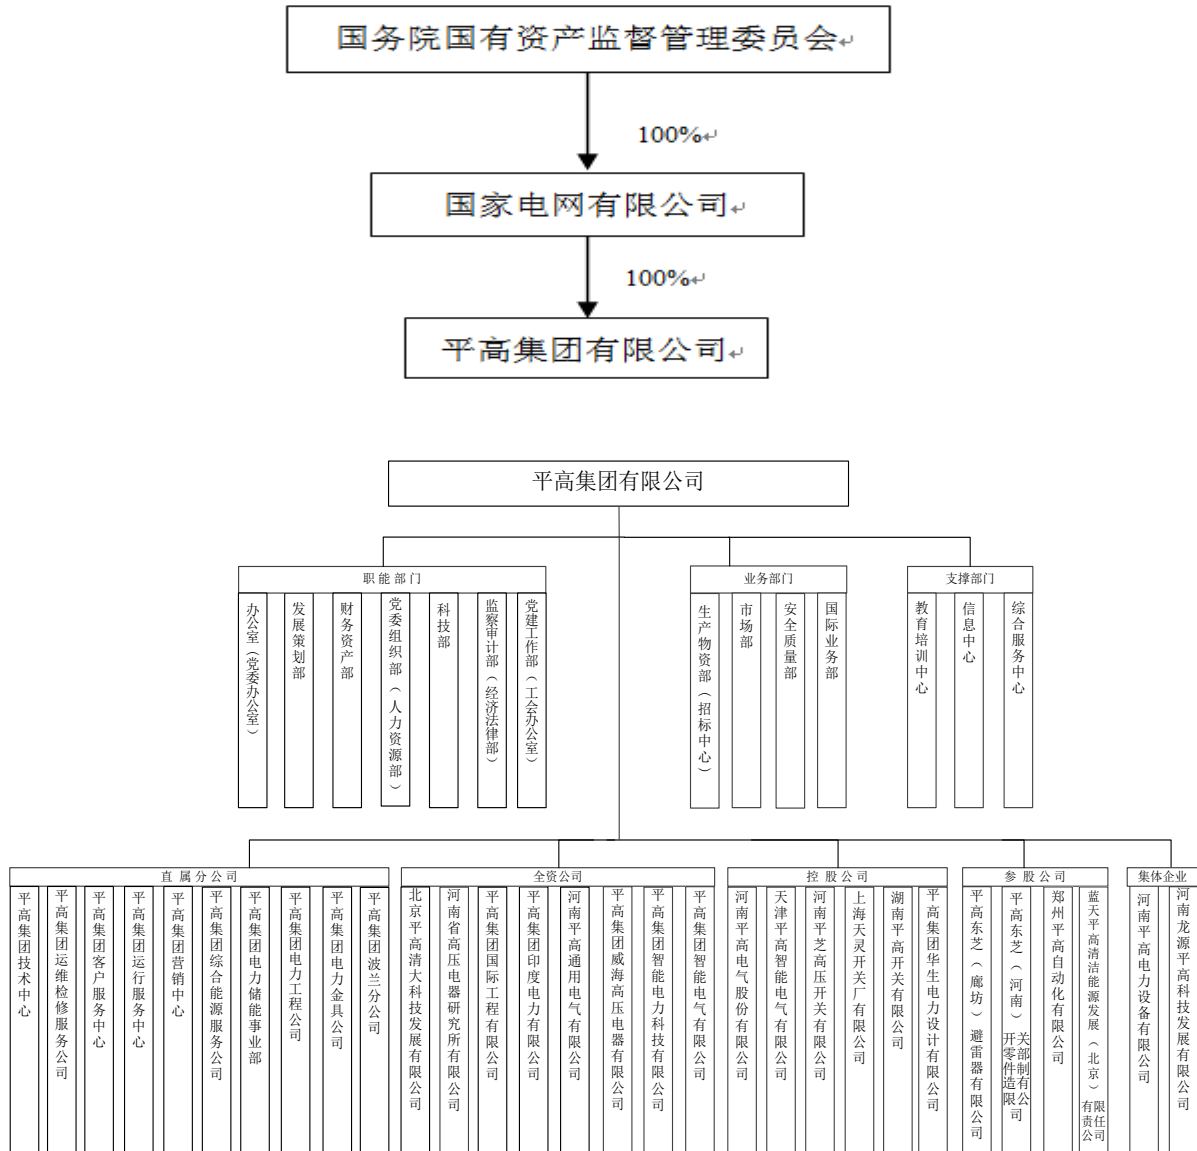 国务院国有资产监督管理委员会
100%
国家电网有限公司
100%
平高集团有限公司
平高集团有限公司
职能部门
业务部门
支撑部门
办公室（党委办公室）
发展策划部
财务资产部
党委组织部（人力资源部）
科技部
监察审计部（经济法律部）
党建工作部（工会办公室）
生产物资部（招标中心）
市场部
安全质量部
国际业务部
教育培训中心
信息中心
综合服务中心
直属分公司
全资公司
控股公司
参股公司
集体企业
平高集团技术中心
平高集团运维检修服务公司
平高集团客户服务中心
平高集团运行服务中心
平高集团营销中心
平高集团综合能源服务公司
平高集团电力储能事业部
平高集团电力工程公司
平高集团电力金具公司
平高集团波兰分公司
北京平高清大科技发展有限公司
河南省高压电器研究所有限公司
平高集团国际工程有限公司
平高集团印度电力有限公司
河南平高通用电气有限公司
平高集团威海高压电器有限公司
平高集团智能电力科技有限公司
平高集团智能电气有限公司
河南平高电气股份有限公司
天津平高智能电气有限公司
河南平芝高压开关有限公司
上海天灵开关厂有限公司
湖南平高开关有限公司
平高集团华生电力设计有限公司
平高东芝（廊坊）避雷器有限公司
平高东芝（河南）开关零部件制造有限公司
郑州平高自动化有限公司
蓝天平高清洁能源发展（北京）有限责任公司
河南平高电力设备有限公司
河南龙源平高科技发展有限公司